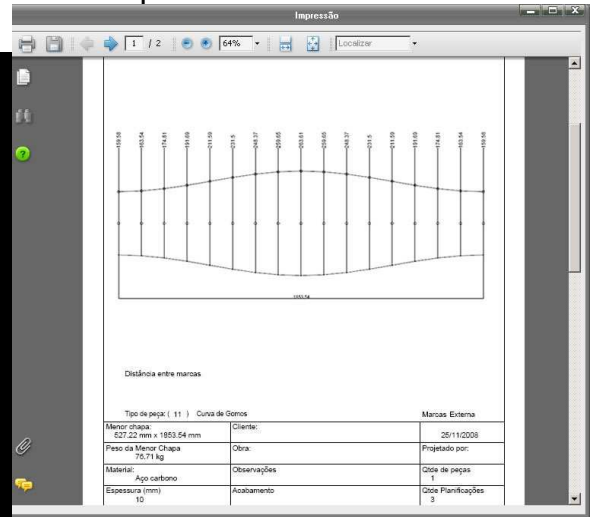 Impressão
1 / 2 64% Localizar
159.58 163.54 174.81 191.69 211.59 231.5 248.37 259.65 263.61 259.65 248.37 231.5 211.59 191.69 174.81 163.54 159.58
1853.54
Distância entre marcas
Tipo de peça: ( 11 ) Curva de Gomos Marcas Externa
Menor chapa: Cliente:
527.22 mm x 1853.54 mm 25/11/2008
Peso da Menor Chapa Obra: Projetado por:
76,71 kg
Material: Observações Qtde de peças
Aço carbono 1
Espessura (mm) Acabamento Qtde Planificações
10 3